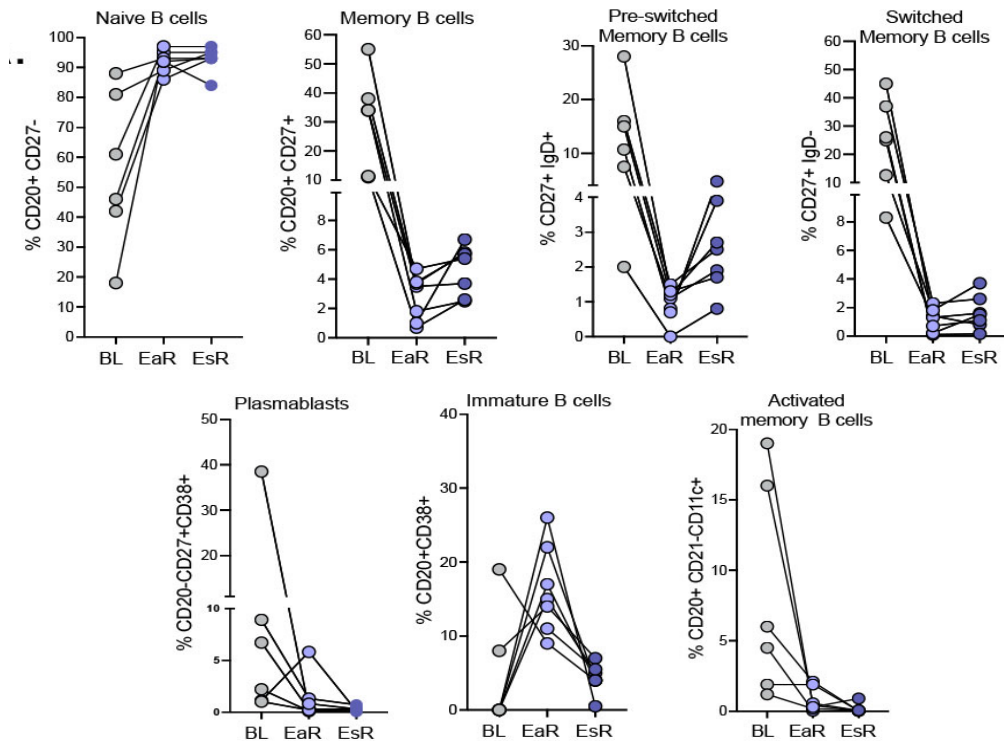 Naive B cells
% CD20+ CD27-
100
90
80
70
60
50
40
30
20
10
0
BL EaR EsR
Memory B cells
% CD20+ CD27+
60
50
40
30
20
10
8
6
4
2
0
BL EaR EsR
Pre-switched
Memory B cells
% CD27+ IgD+
30
20
10
4
3
2
1
0
BL EaR EsR
Switched
Memory B cells
% CD27+ IgD-
60
50
40
30
20
10
8
6
4
2
0
BL EaR EsR
Plasmablasts
% CD20-CD27+CD38+
50
40
30
20
10
5
0
BL EaR EsR
Immature B cells
% CD20+CD38+
40
30
20
10
0
BL EaR EsR
Activated
memory B cells
% CD20+ CD21-CD11c+
20
15
10
5
0
BL EaR EsR